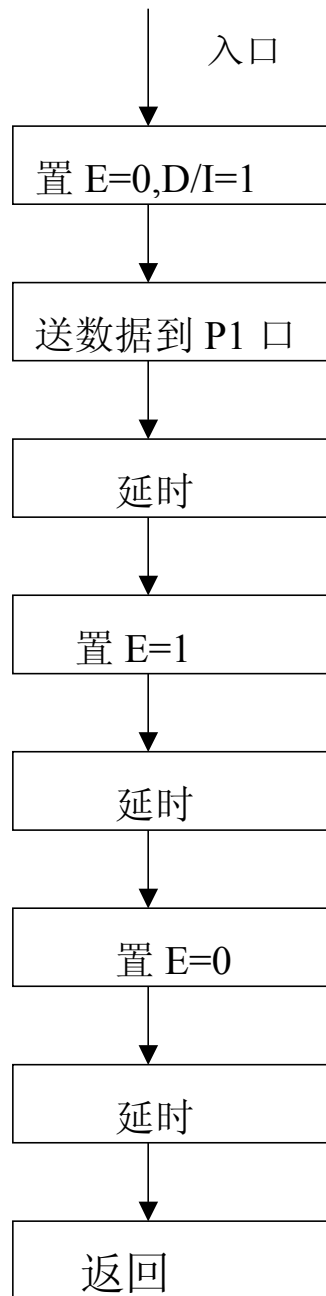 入口
置 E=0,D/I=1
送数据到 P1 口
延时
置 E=1
延时
置 E=0
延时
返回